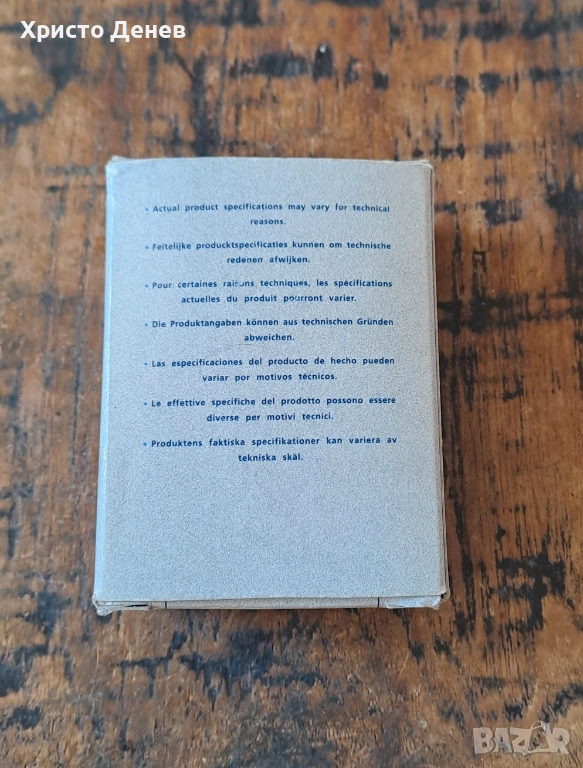 Христо Денев
• Actual product specifications may vary for technical
reasons.
• Feitelijke producktspecificaties kunnen om technische
redenen afwijken.
• Pour certaines raisons techniques, les spécifications
actuelles du produit pourront varier.
• Die Produktangaben können aus technischen Gründen
abweichen.
• Las especificaciones del producto de hecho pueden
variar por motivos técnicos.
• Le effettive specifiche del prodotto possono essere
diverse per motivi tecnici.
• Produktens faktiska specifikationer kan variera av
tekniska skäl.
BAZAR